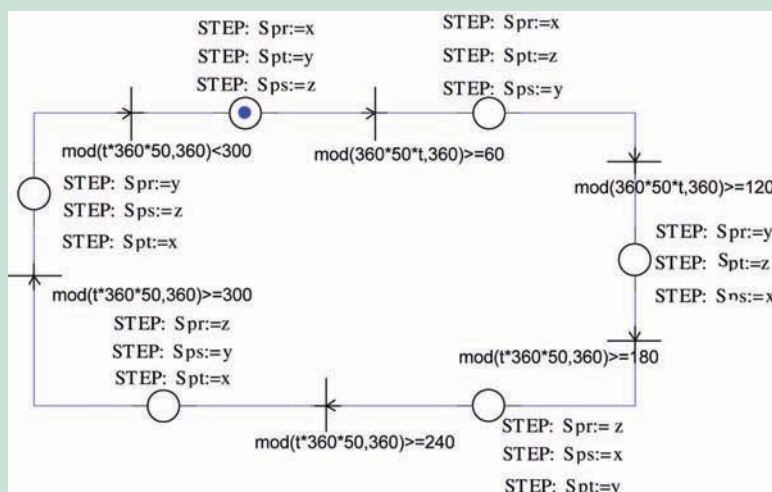 STEP: Spr:=x
STEP: Spt:=y
STEP: Sps:=z
STEP: Spr:=x
STEP: Spt:=z
STEP: Sps:=y
mod(t*360*50,360)<300
mod(360*50*t,360)>=60
mod(360*50*t,360)>=120
STEP: Spr:=y
STEP: Sps:=z
STEP: Spt:=x
STEP: Spr:=y
STEP: Spt:=z
STEP: Sps:=x
mod(t*360*50,360)>=300
STEP: Spr:=z
STEP: Sps:=y
STEP: Spt:=x
mod(t*360*50,360)>=180
mod(t*360*50,360)>=240
STEP: Spr:= z
STEP: Sps:=x
STEP: Spt:=y